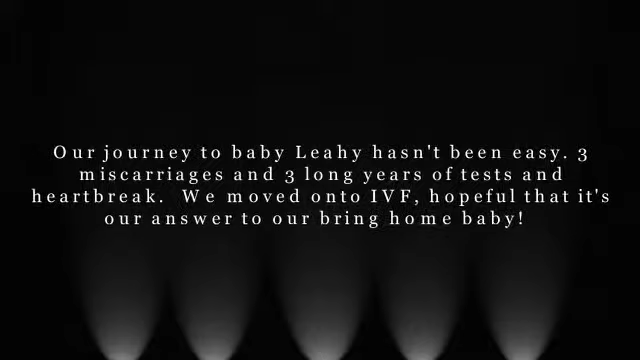 Our journey to baby Leahy hasn't been easy. 3
miscarriages and 3 long years of tests and
heartbreak. We moved onto IVF, hopeful that it's
our answer to our bring home baby!